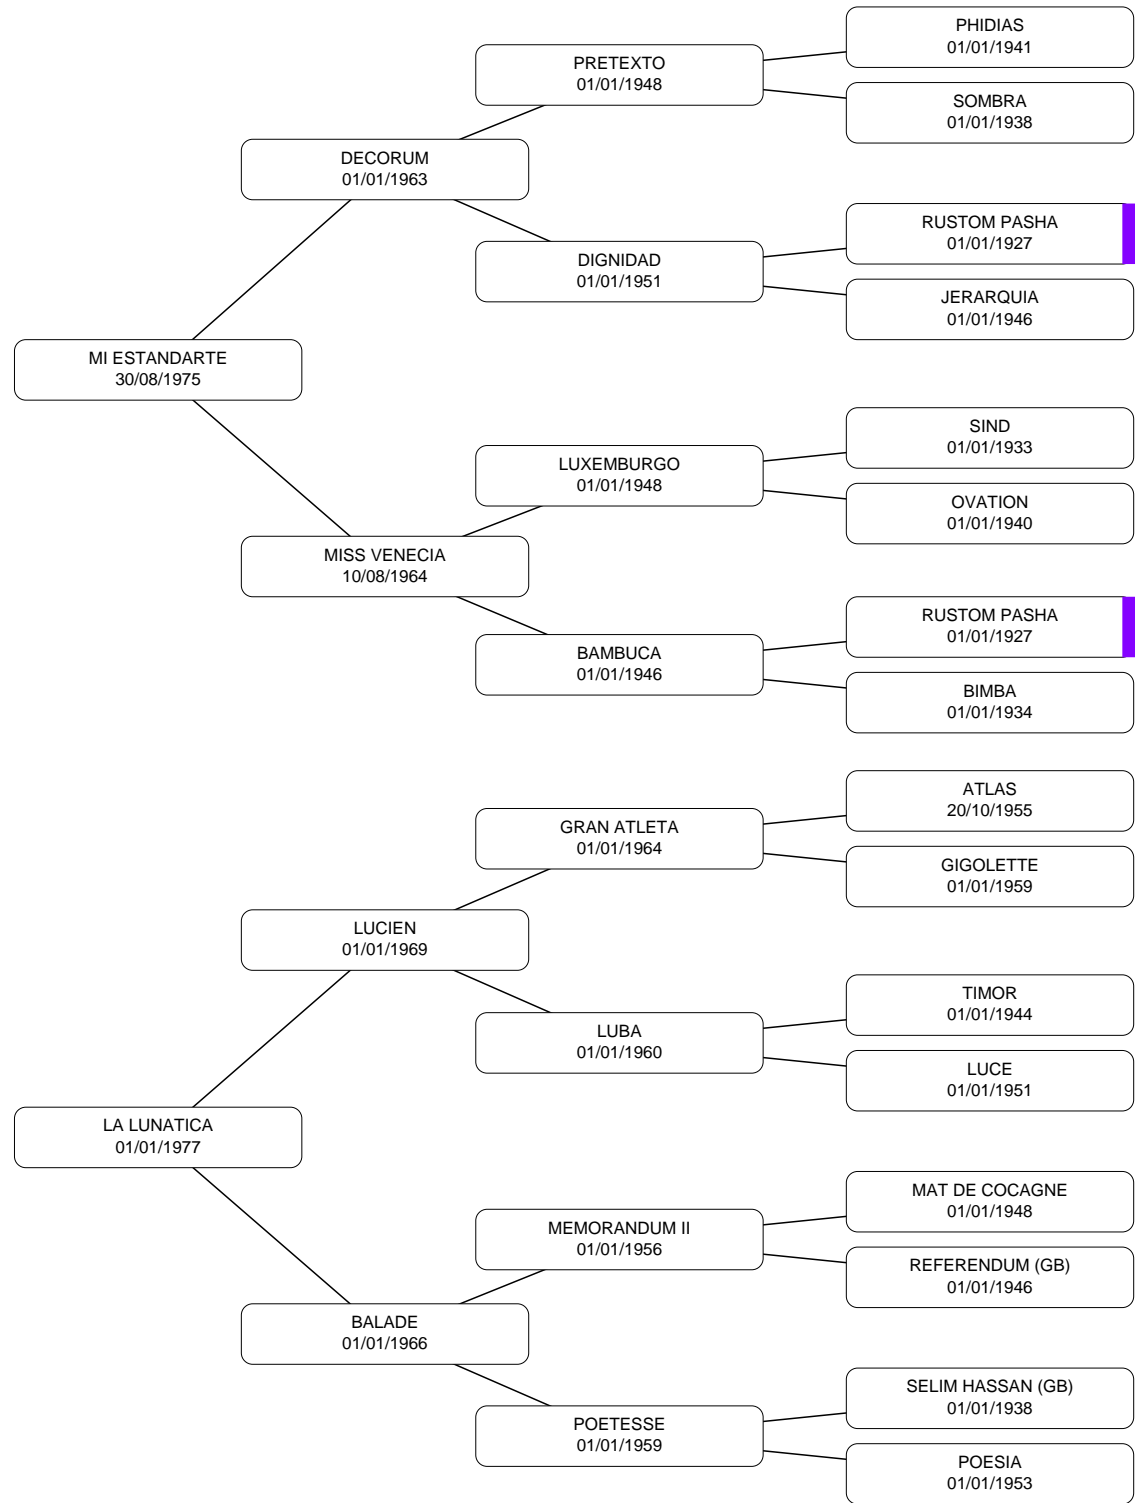 PHIDIAS
01/01/1941
PRETEXTO
01/01/1948
SOMBRA
01/01/1938
DECORUM
01/01/1963
RUSTOM PASHA
01/01/1927
DIGNIDAD
01/01/1951
JERARQUIA
01/01/1946
MI ESTANDARTE
30/08/1975
SIND
01/01/1933
LUXEMBURGO
01/01/1948
OVATION
01/01/1940
MISS VENECIA
10/08/1964
RUSTOM PASHA
01/01/1927
BAMBUCA
01/01/1946
BIMBA
01/01/1934
ATLAS
20/10/1955
GRAN ATLETA
01/01/1964
GIGOLETTE
01/01/1959
LUCIEN
01/01/1969
TIMOR
01/01/1944
LUBA
01/01/1960
LUCE
01/01/1951
LA LUNATICA
01/01/1977
MAT DE COCAGNE
01/01/1948
MEMORANDUM II
01/01/1956
REFERENDUM (GB)
01/01/1946
BALADE
01/01/1966
SELIM HASSAN (GB)
01/01/1938
POETESSE
01/01/1959
POESIA
01/01/1953